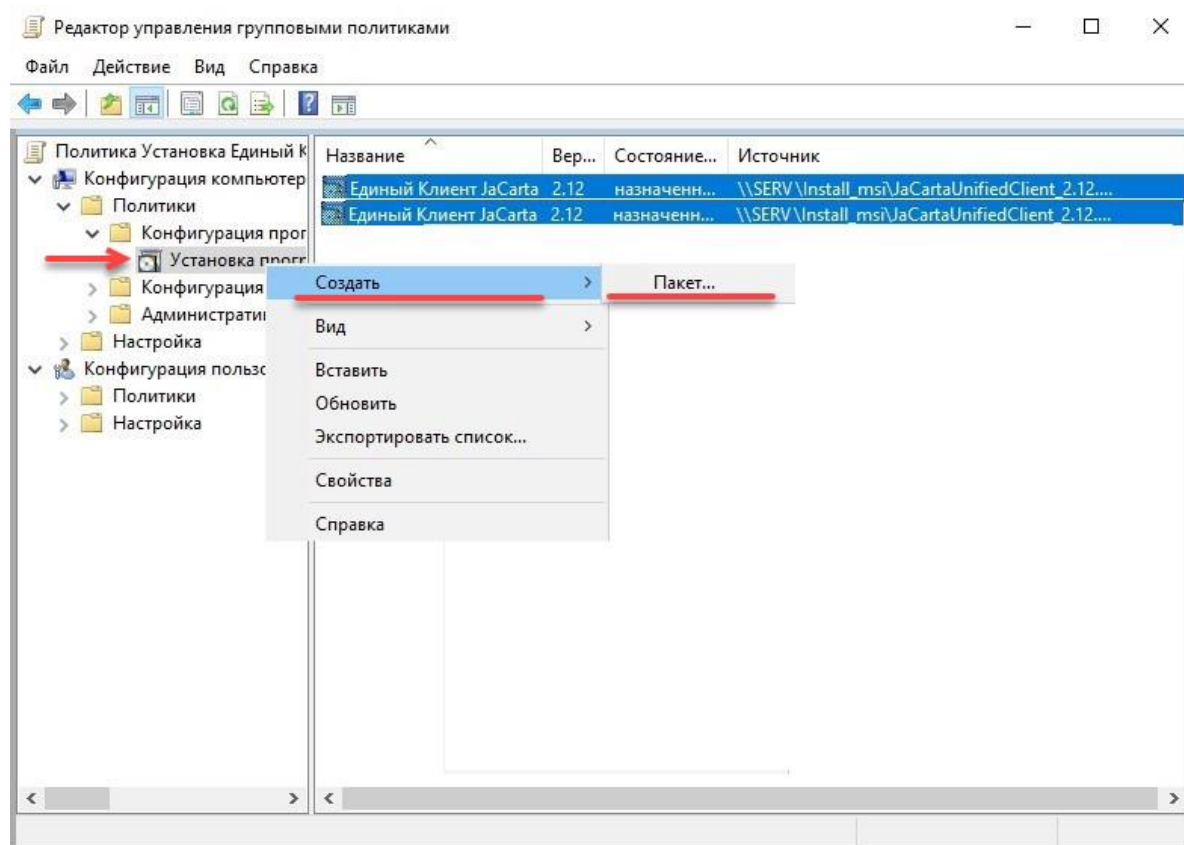 Редактор управления групповыми политиками
Файл Действие Вид Справка
Политика Установка Единый К
Конфигурация компьютер
Политики
Конфигурация прог
Установка прогр
Конфигурация
Администрати
Настройка
Конфигурация пользо
Политики
Настройка
Название Вер... Состояние... Источник
Единый Клиент JaCarta 2.12 назначенн... \\SERV\Install_msi\JaCartaUnifiedClient_2.12....
Единый Клиент JaCarta 2.12 назначенн... \\SERV\Install_msi\JaCartaUnifiedClient_2.12....
Создать
Пакет...
Вид
Вставить
Обновить
Экспортировать список...
Свойства
Справка